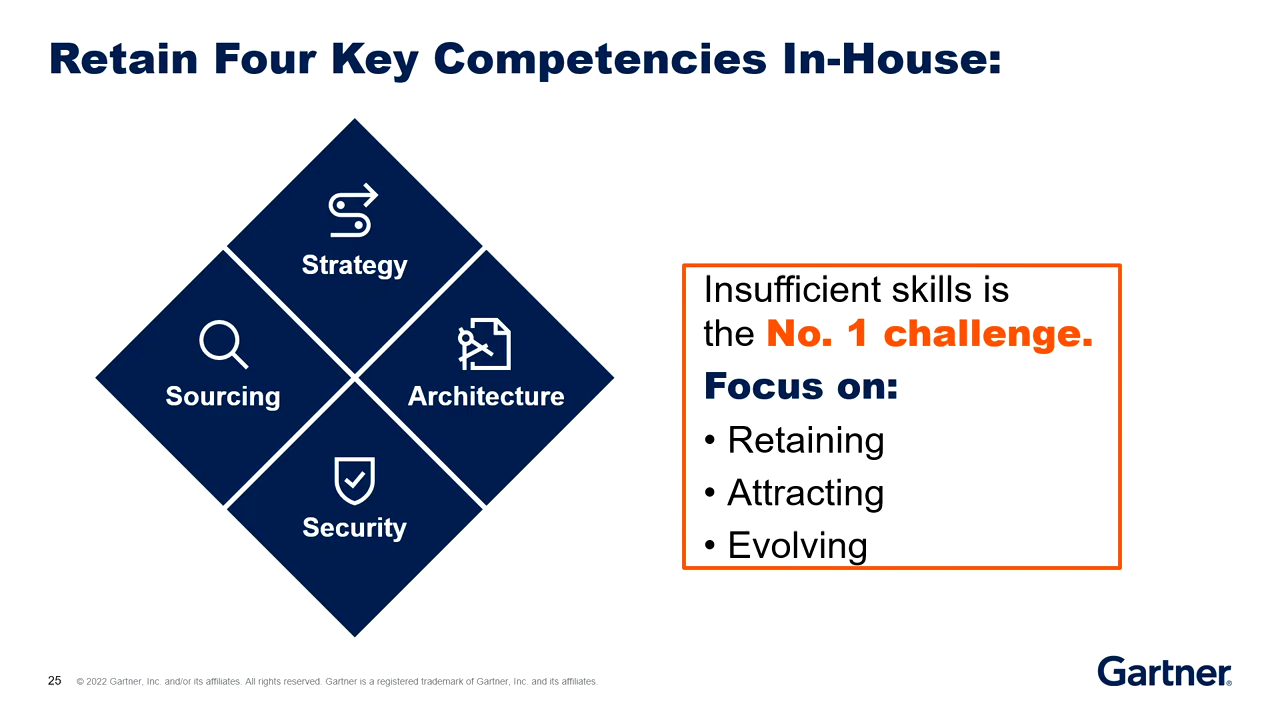 Retain Four Key Competencies In-House:
Strategy
Sourcing
Architecture
Security
Insufficient skills is
the No. 1 challenge.
Focus on:
• Retaining
• Attracting
• Evolving
25 © 2022 Gartner, Inc. and/or its affiliates. All rights reserved. Gartner is a registered trademark of Gartner, Inc. and its affiliates.
Gartner®